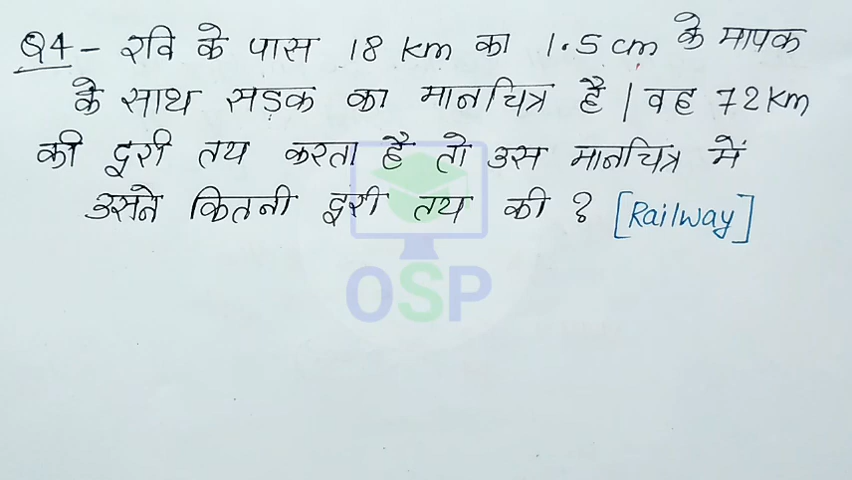 Q4 - रवि के पास 18 km का 1.5 cm के मापक
के साथ सड़क का मानचित्र है | वह 72 km
की दूरी तय करता है तो उस मानचित्र में
उसने कितनी दूरी तय की ? [Railway]
OSP